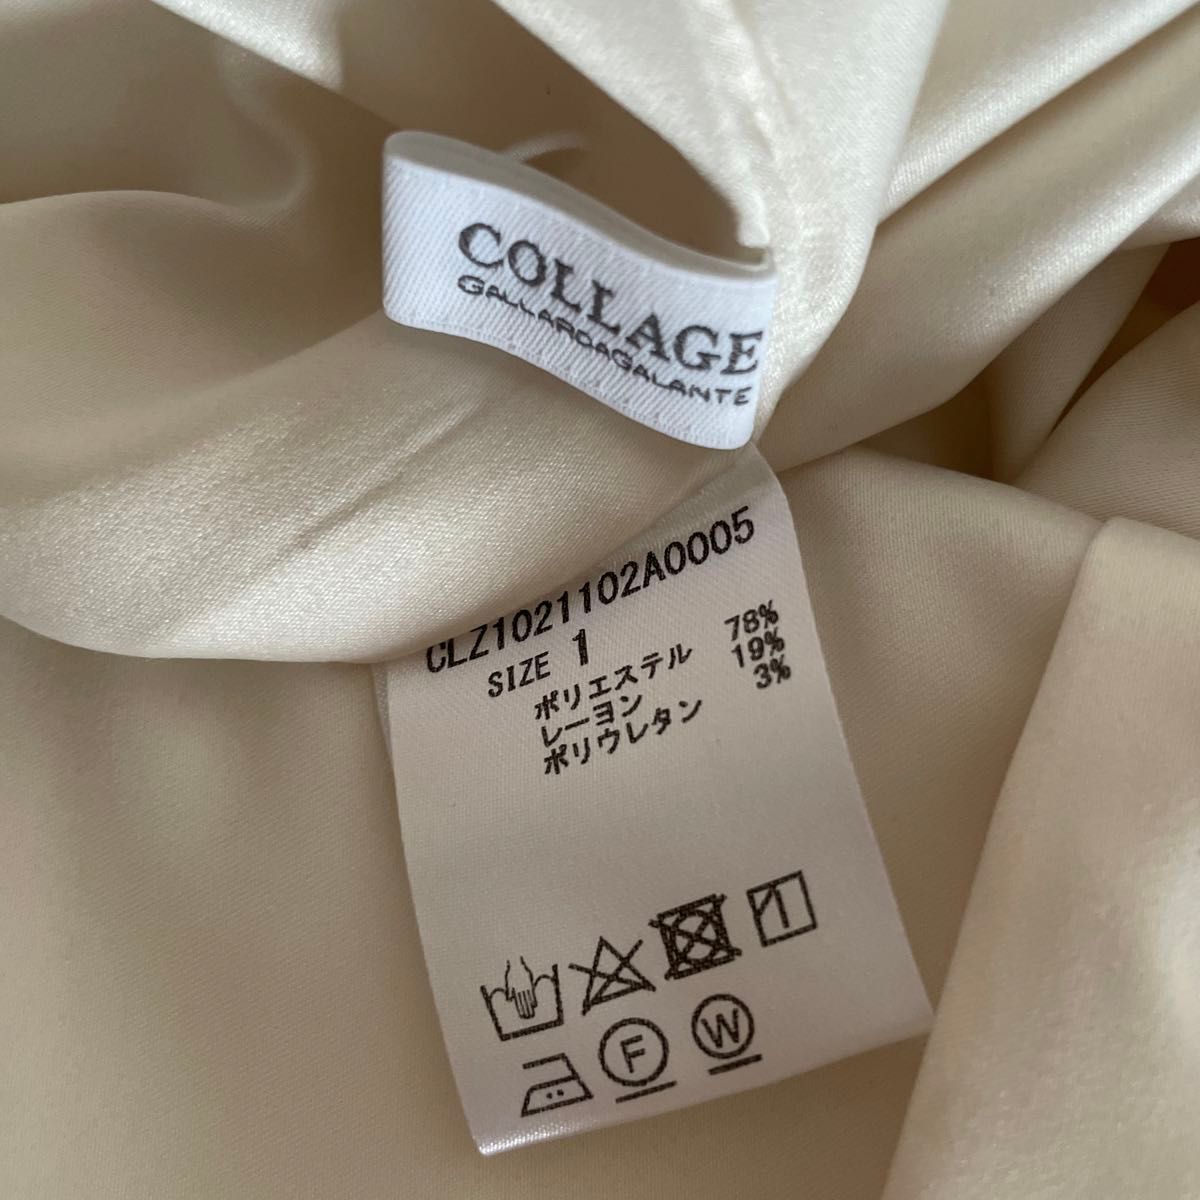 COLLAGE
GALLARDAGALANTE
CLZ1021102A0005
SIZE 1
ポリエステル 78%
レーヨン 19%
ポリウレタン 3%
F W